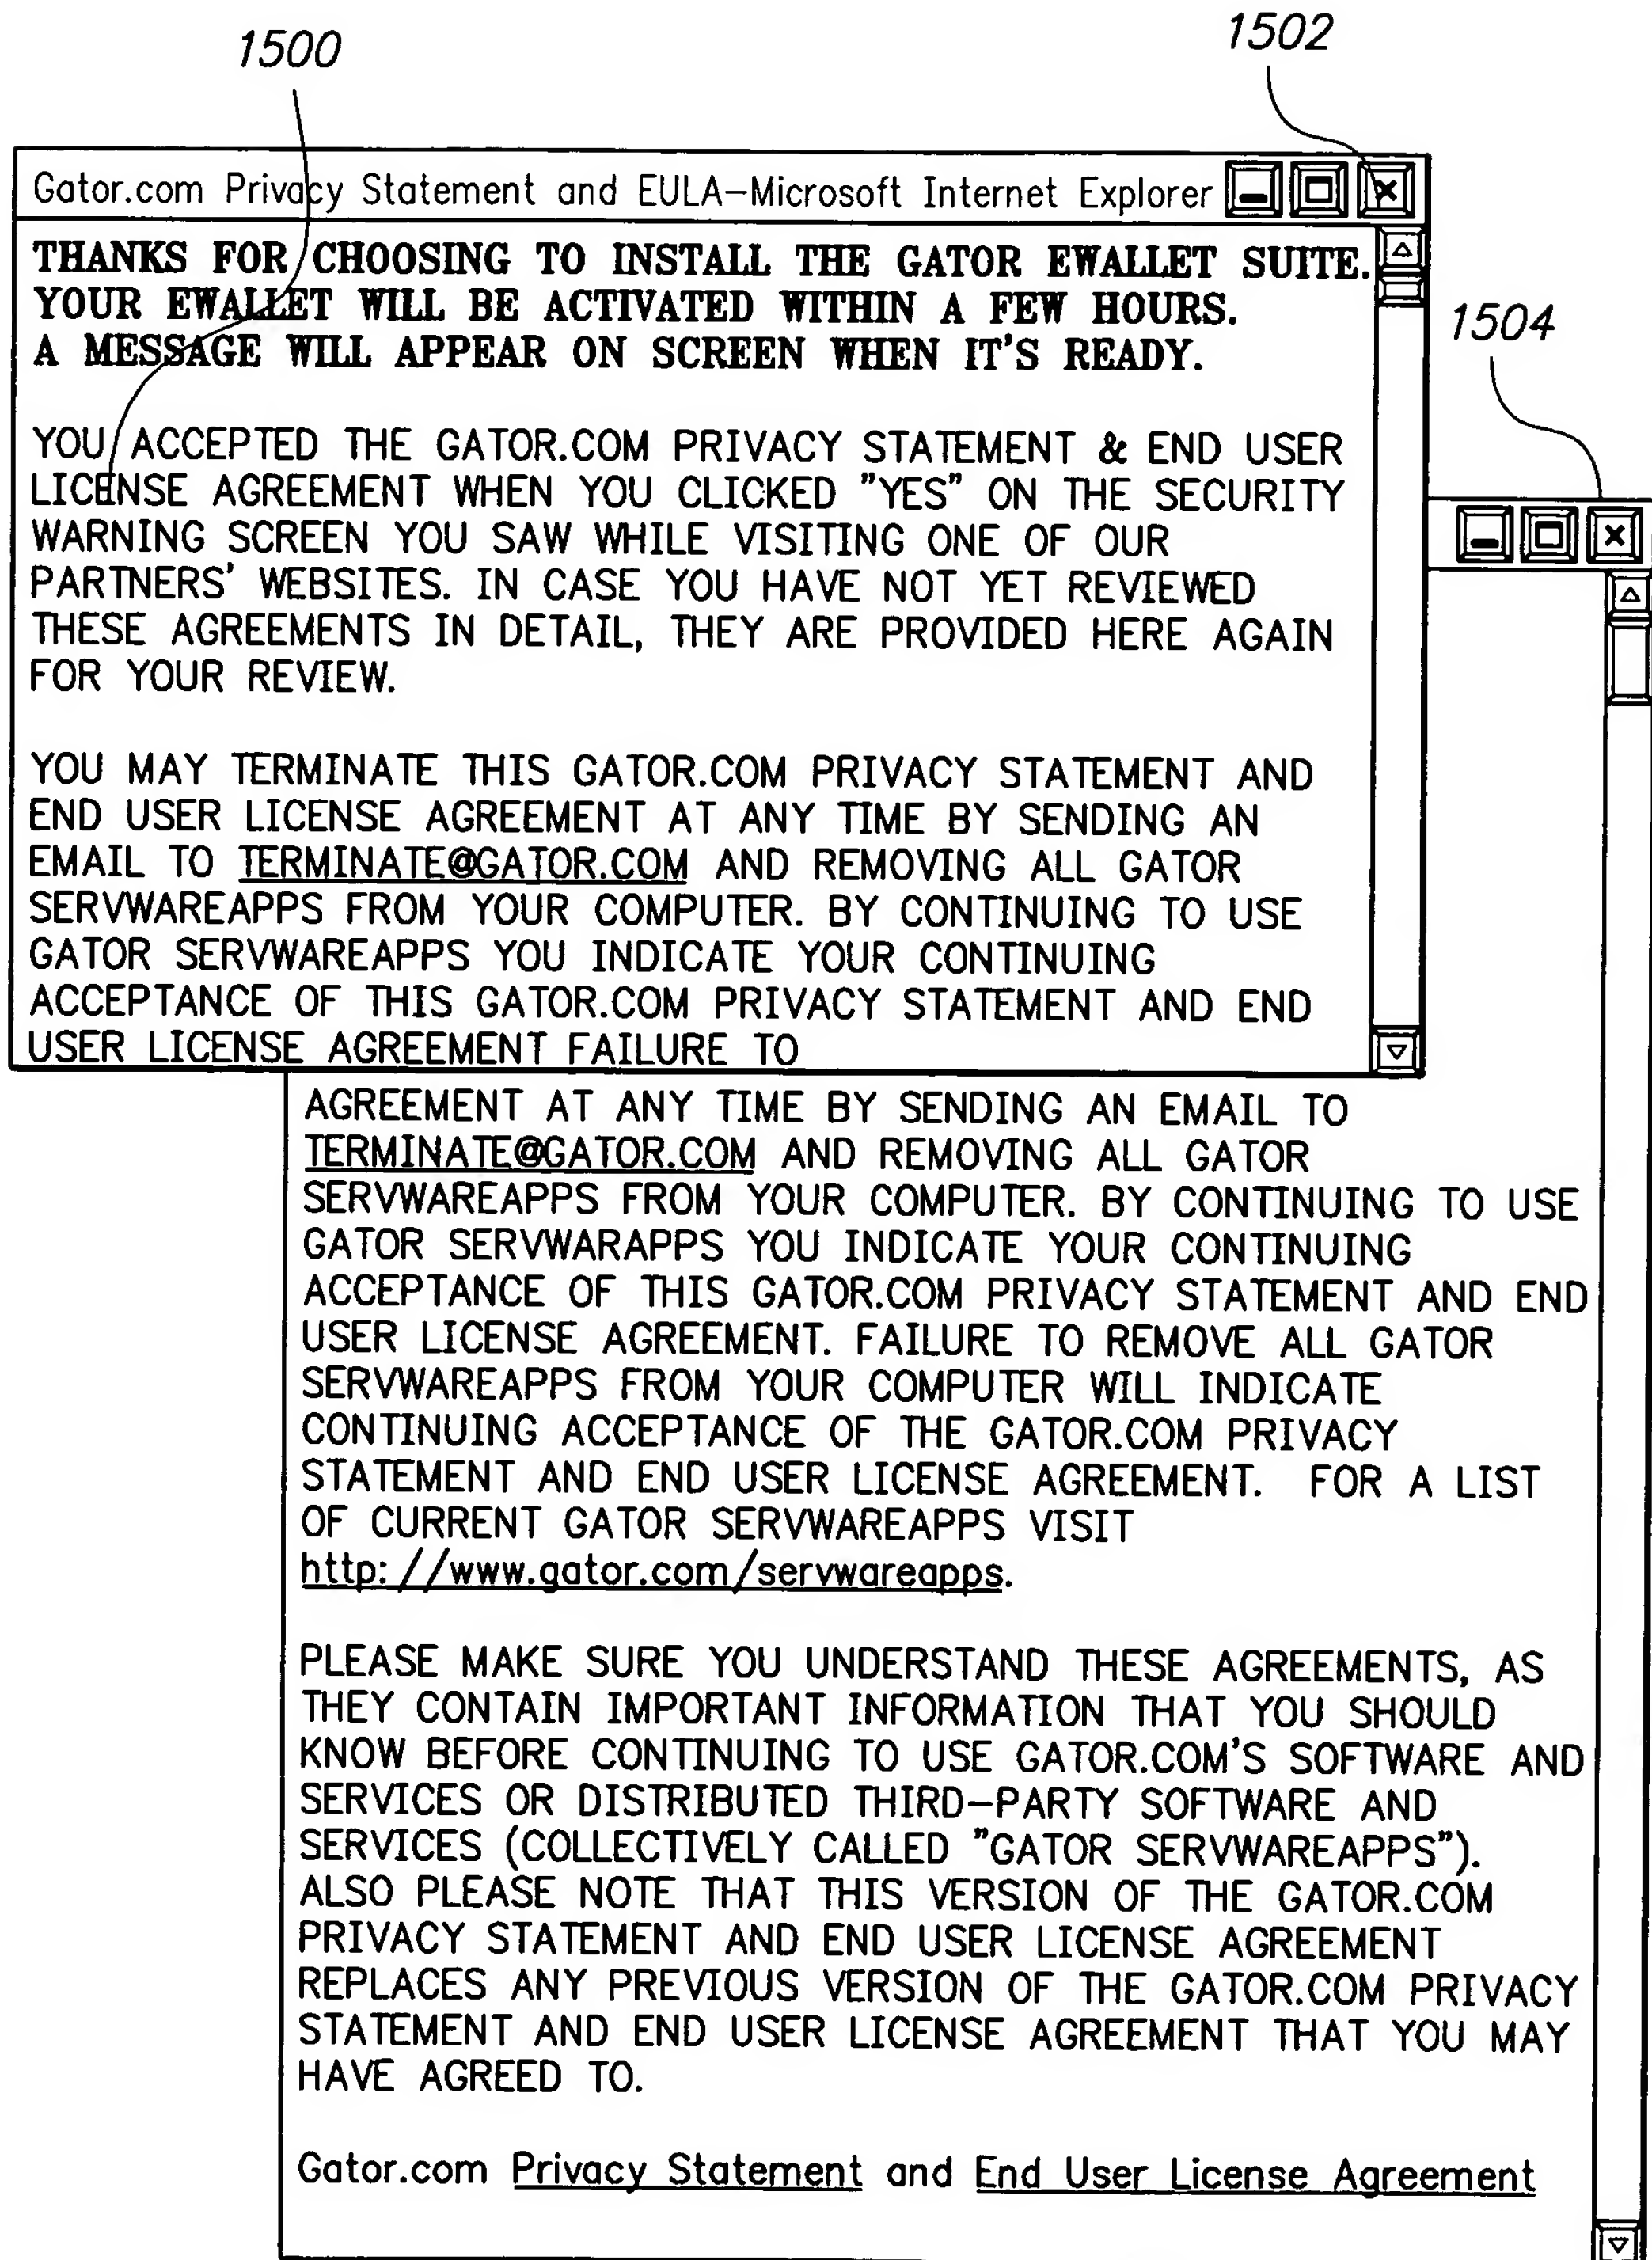 1500
1502
Gator.com Privacy Statement and EULA–Microsoft Internet Explorer
THANKS FOR CHOOSING TO INSTALL THE GATOR EWALLET SUITE.
YOUR EWALLET WILL BE ACTIVATED WITHIN A FEW HOURS.
A MESSAGE WILL APPEAR ON SCREEN WHEN IT'S READY.
1504
YOU ACCEPTED THE GATOR.COM PRIVACY STATEMENT & END USER
LICENSE AGREEMENT WHEN YOU CLICKED "YES" ON THE SECURITY
WARNING SCREEN YOU SAW WHILE VISITING ONE OF OUR
PARTNERS' WEBSITES. IN CASE YOU HAVE NOT YET REVIEWED
THESE AGREEMENTS IN DETAIL, THEY ARE PROVIDED HERE AGAIN
FOR YOUR REVIEW.
YOU MAY TERMINATE THIS GATOR.COM PRIVACY STATEMENT AND
END USER LICENSE AGREEMENT AT ANY TIME BY SENDING AN
EMAIL TO TERMINATE@GATOR.COM AND REMOVING ALL GATOR
SERVWAREAPPS FROM YOUR COMPUTER. BY CONTINUING TO USE
GATOR SERVWAREAPPS YOU INDICATE YOUR CONTINUING
ACCEPTANCE OF THIS GATOR.COM PRIVACY STATEMENT AND END
USER LICENSE AGREEMENT FAILURE TO
AGREEMENT AT ANY TIME BY SENDING AN EMAIL TO
TERMINATE@GATOR.COM AND REMOVING ALL GATOR
SERVWAREAPPS FROM YOUR COMPUTER. BY CONTINUING TO USE
GATOR SERVWARAPPS YOU INDICATE YOUR CONTINUING
ACCEPTANCE OF THIS GATOR.COM PRIVACY STATEMENT AND END
USER LICENSE AGREEMENT. FAILURE TO REMOVE ALL GATOR
SERVWAREAPPS FROM YOUR COMPUTER WILL INDICATE
CONTINUING ACCEPTANCE OF THE GATOR.COM PRIVACY
STATEMENT AND END USER LICENSE AGREEMENT. FOR A LIST
OF CURRENT GATOR SERVWAREAPPS VISIT
http: //www.gator.com/servwareapps.
PLEASE MAKE SURE YOU UNDERSTAND THESE AGREEMENTS, AS
THEY CONTAIN IMPORTANT INFORMATION THAT YOU SHOULD
KNOW BEFORE CONTINUING TO USE GATOR.COM'S SOFTWARE AND
SERVICES OR DISTRIBUTED THIRD–PARTY SOFTWARE AND
SERVICES (COLLECTIVELY CALLED "GATOR SERVWAREAPPS").
ALSO PLEASE NOTE THAT THIS VERSION OF THE GATOR.COM
PRIVACY STATEMENT AND END USER LICENSE AGREEMENT
REPLACES ANY PREVIOUS VERSION OF THE GATOR.COM PRIVACY
STATEMENT AND END USER LICENSE AGREEMENT THAT YOU MAY
HAVE AGREED TO.
Gator.com Privacy Statement and End User License Agreement